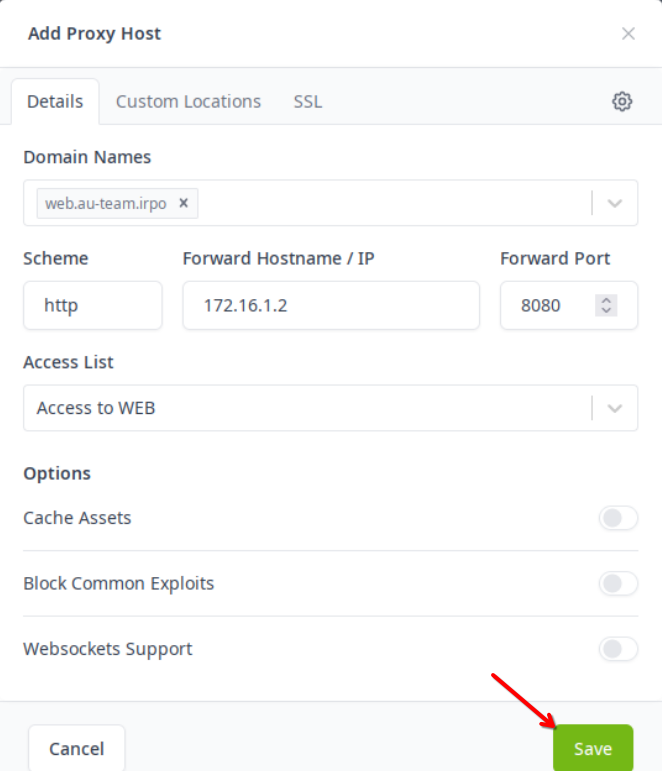 Add Proxy Host
Details Custom Locations SSL
Domain Names
web.au-team.irpo
Scheme Forward Hostname / IP Forward Port
http 172.16.1.2 8080
Access List
Access to WEB
Options
Cache Assets
Block Common Exploits
Websockets Support
Cancel Save